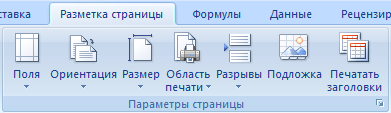 ставка Разметка страницы Формулы Данные Рецензир
Поля Ориентация Размер Область печати Разрывы Подложка Печатать заголовки
Параметры страницы